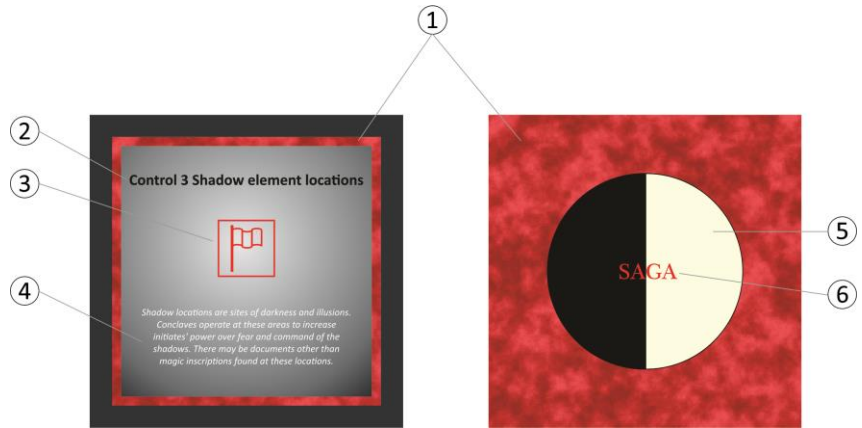 1
2
Control 3 Shadow element locations
3
4
Shadow locations are sites of darkness and illusions.
Conclaves operate at these areas to increase
initiates' power over fear and command of the
shadows. There may be documents other than
magic inscriptions found at these locations.
5
SAGA
6